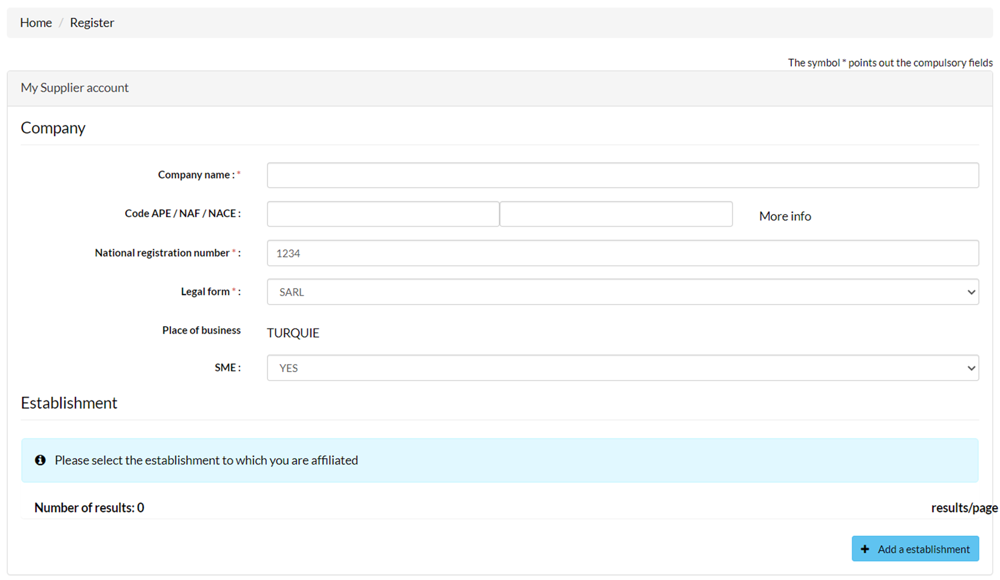 Home / Register
The symbol * points out the compulsory fields
My Supplier account
Company
Company name : *
Code APE / NAF / NACE :
More info
National registration number * :
1234
Legal form * :
SARL
Place of business
TURQUIE
SME :
YES
Establishment
Please select the establishment to which you are affiliated
Number of results: 0
results/page
+ Add a establishment